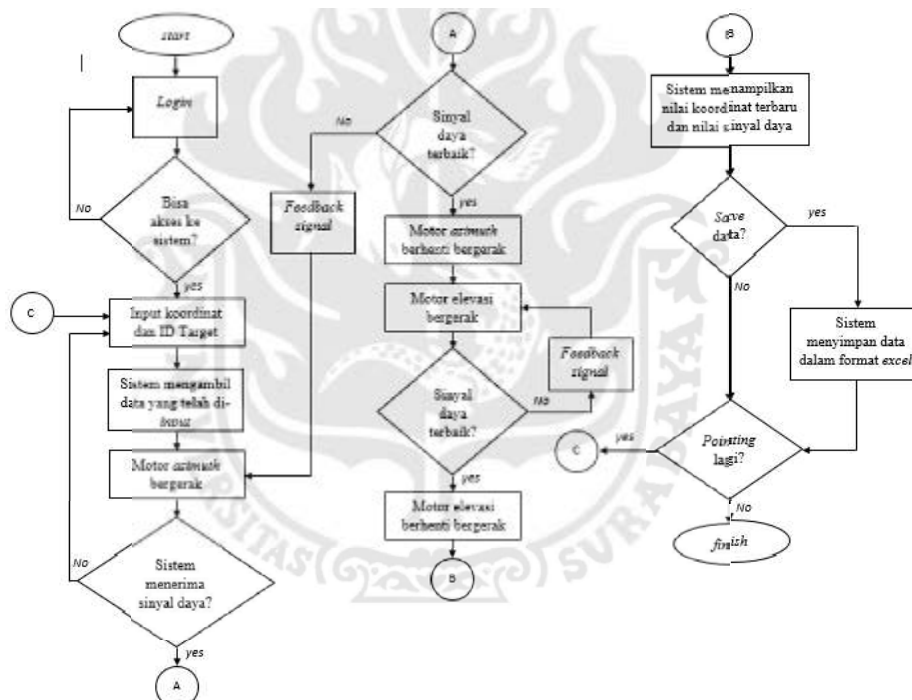 start
Login
No
Bisa
akses ke
sistem?
yes
C
Input koordinat
dan ID Target
Sistem mengambil
data yang telah di-
input
Motor azimuth
bergerak
No
Sistem
menerima
sinyal daya?
yes
A
A
No
Sinyal
daya
terbaik?
Feedback
signal
yes
Motor azimuth
berhenti bergerak
Motor elevasi
bergerak
Feedback
signal
Sinyal
daya
terbaik?
No
yes
Motor elevasi
berhenti bergerak
B
B
Sistem menampilkan
nilai koordinat terbaru
dan nilai sinyal daya
Save
data?
yes
No
Sistem
menyimpan data
dalam format excel
Pointing
lagi?
yes
C
No
finish
SURABAYA